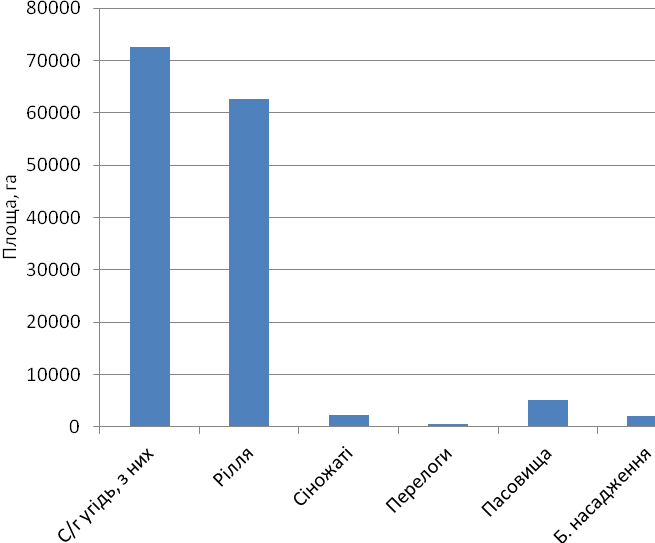 80000
70000
60000
50000
40000
30000
20000
10000
0
Площа, га
С/г угідь, з них
Рілля
Сіножаті
Перелоги
Пасовища
Б. насадження